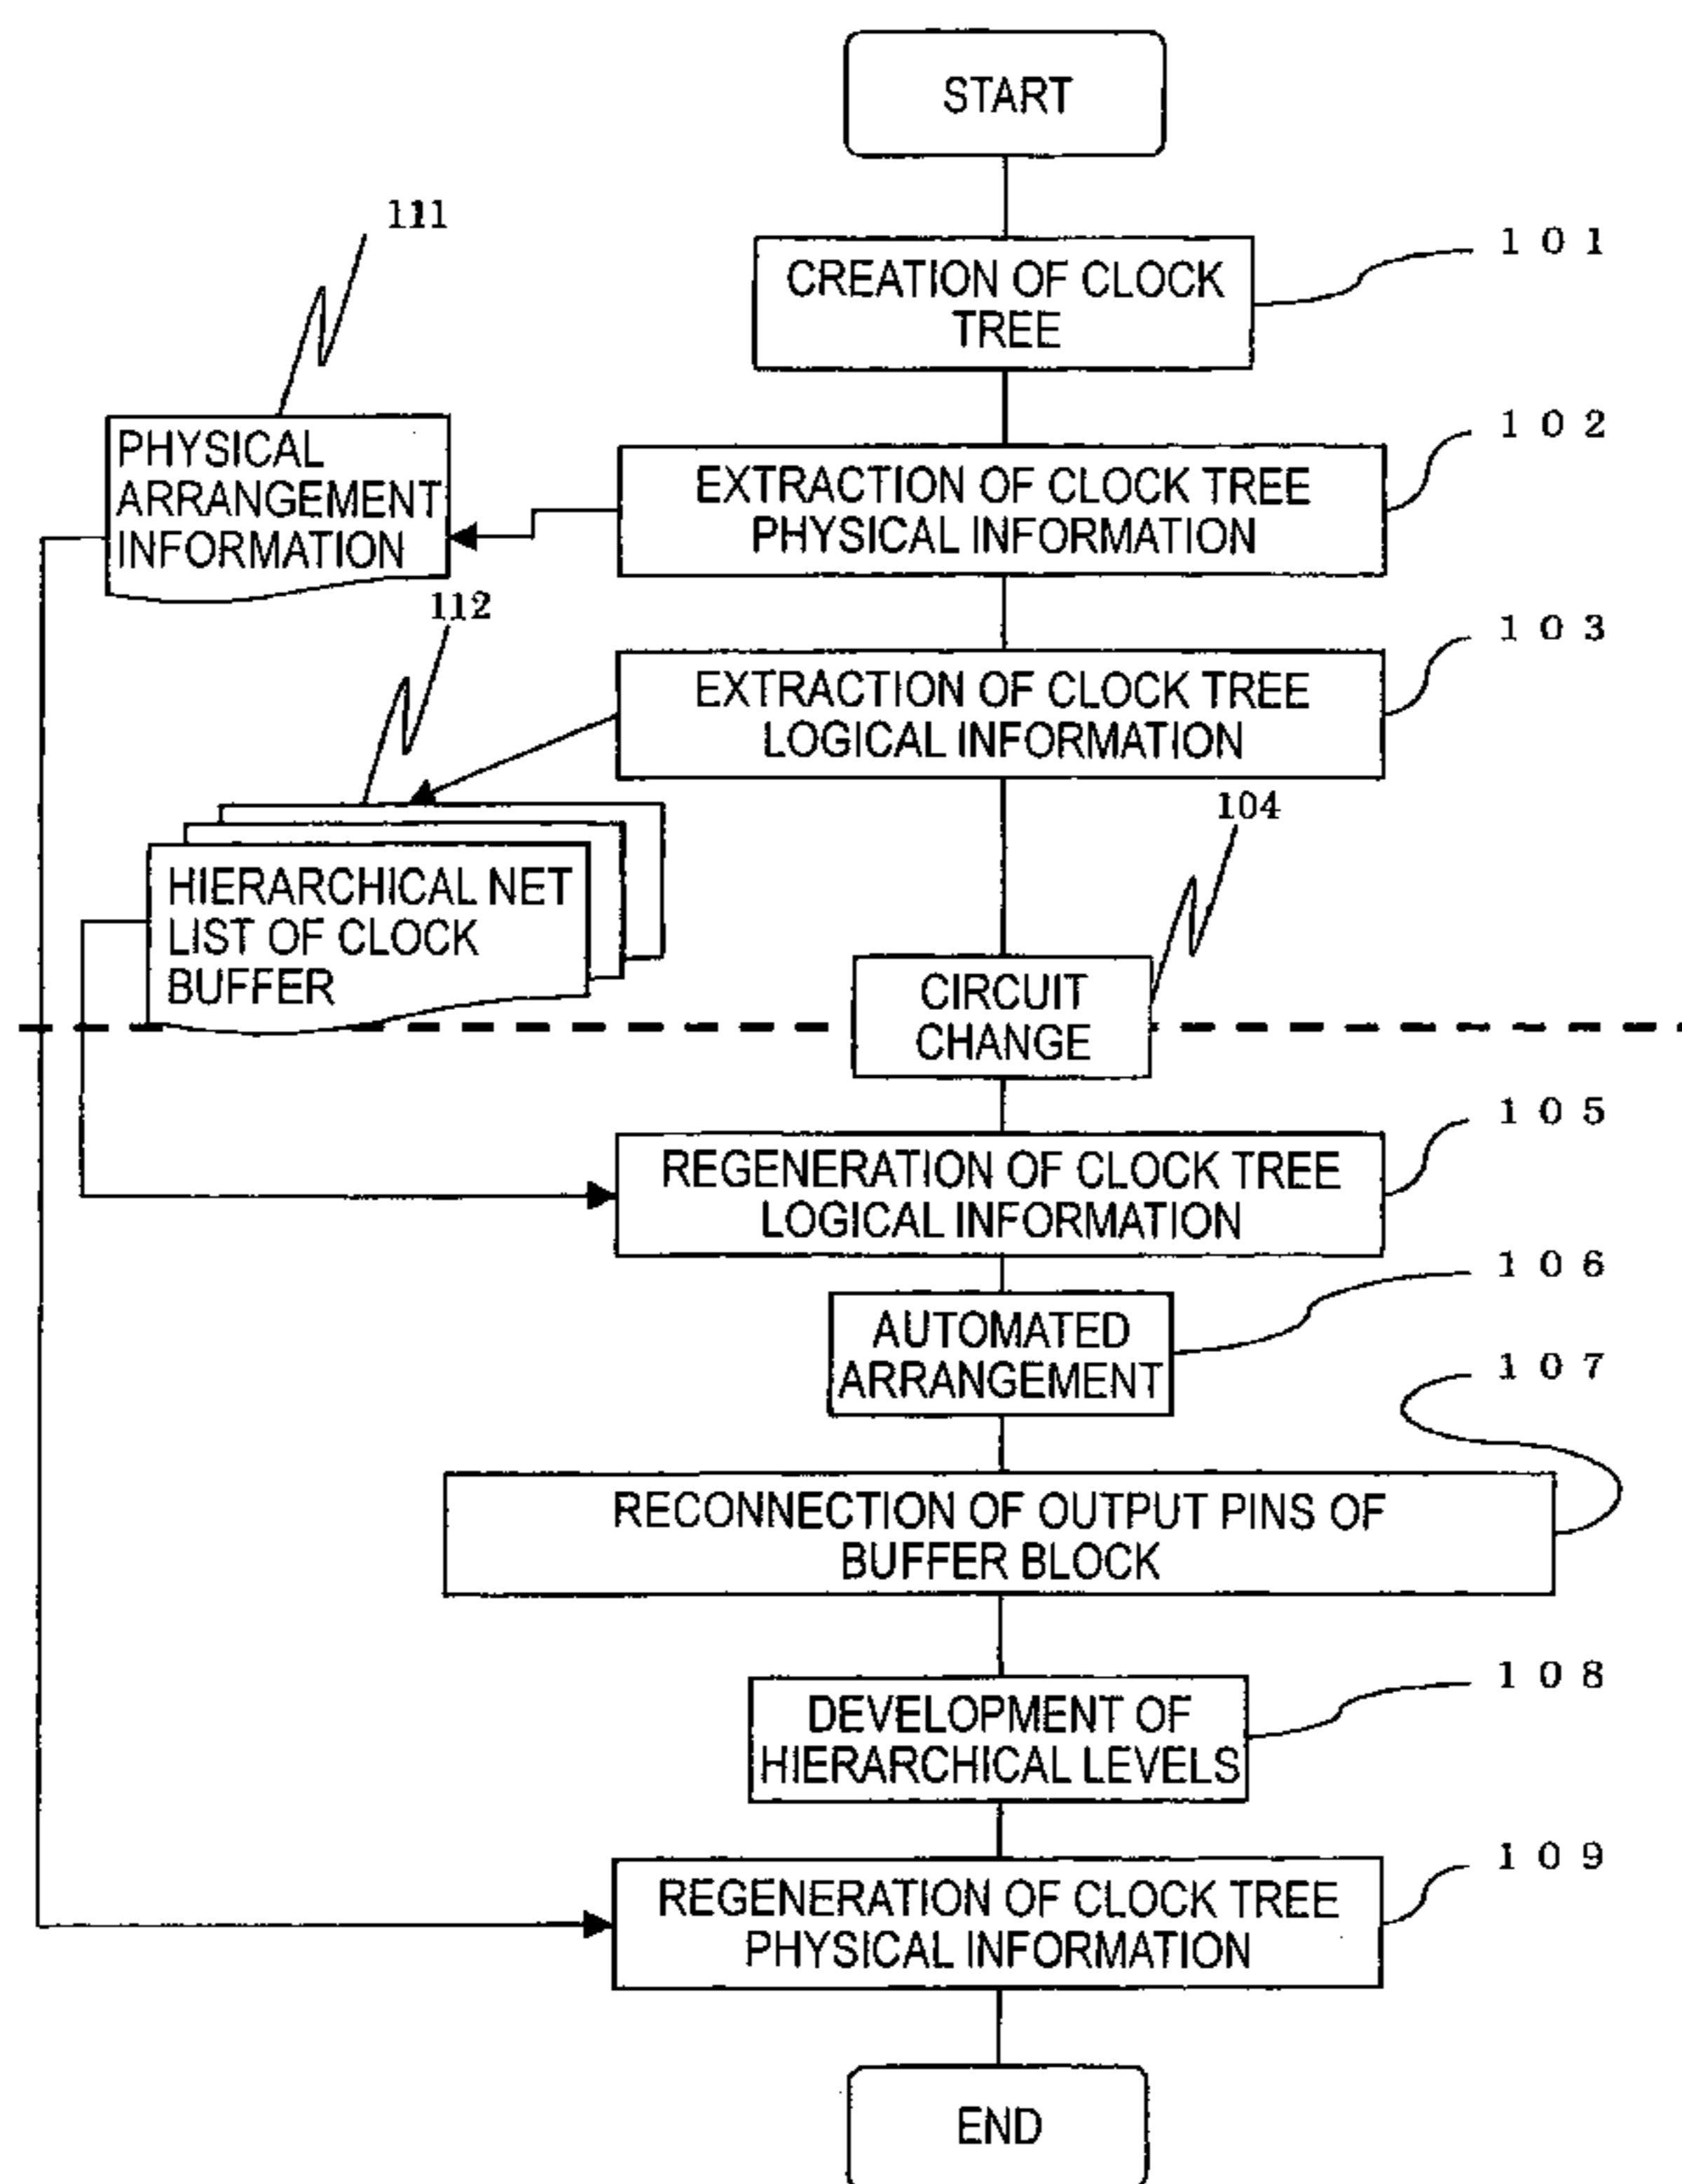 START
111
101
CREATION OF CLOCK
TREE
102
PHYSICAL
ARRANGEMENT
INFORMATION
EXTRACTION OF CLOCK TREE
PHYSICAL INFORMATION
112
103
EXTRACTION OF CLOCK TREE
LOGICAL INFORMATION
104
HIERARCHICAL NET
LIST OF CLOCK
BUFFER
CIRCUIT
CHANGE
105
REGENERATION OF CLOCK TREE
LOGICAL INFORMATION
106
AUTOMATED
ARRANGEMENT
107
RECONNECTION OF OUTPUT PINS OF
BUFFER BLOCK
108
DEVELOPMENT OF
HIERARCHICAL LEVELS
109
REGENERATION OF CLOCK TREE
PHYSICAL INFORMATION
END